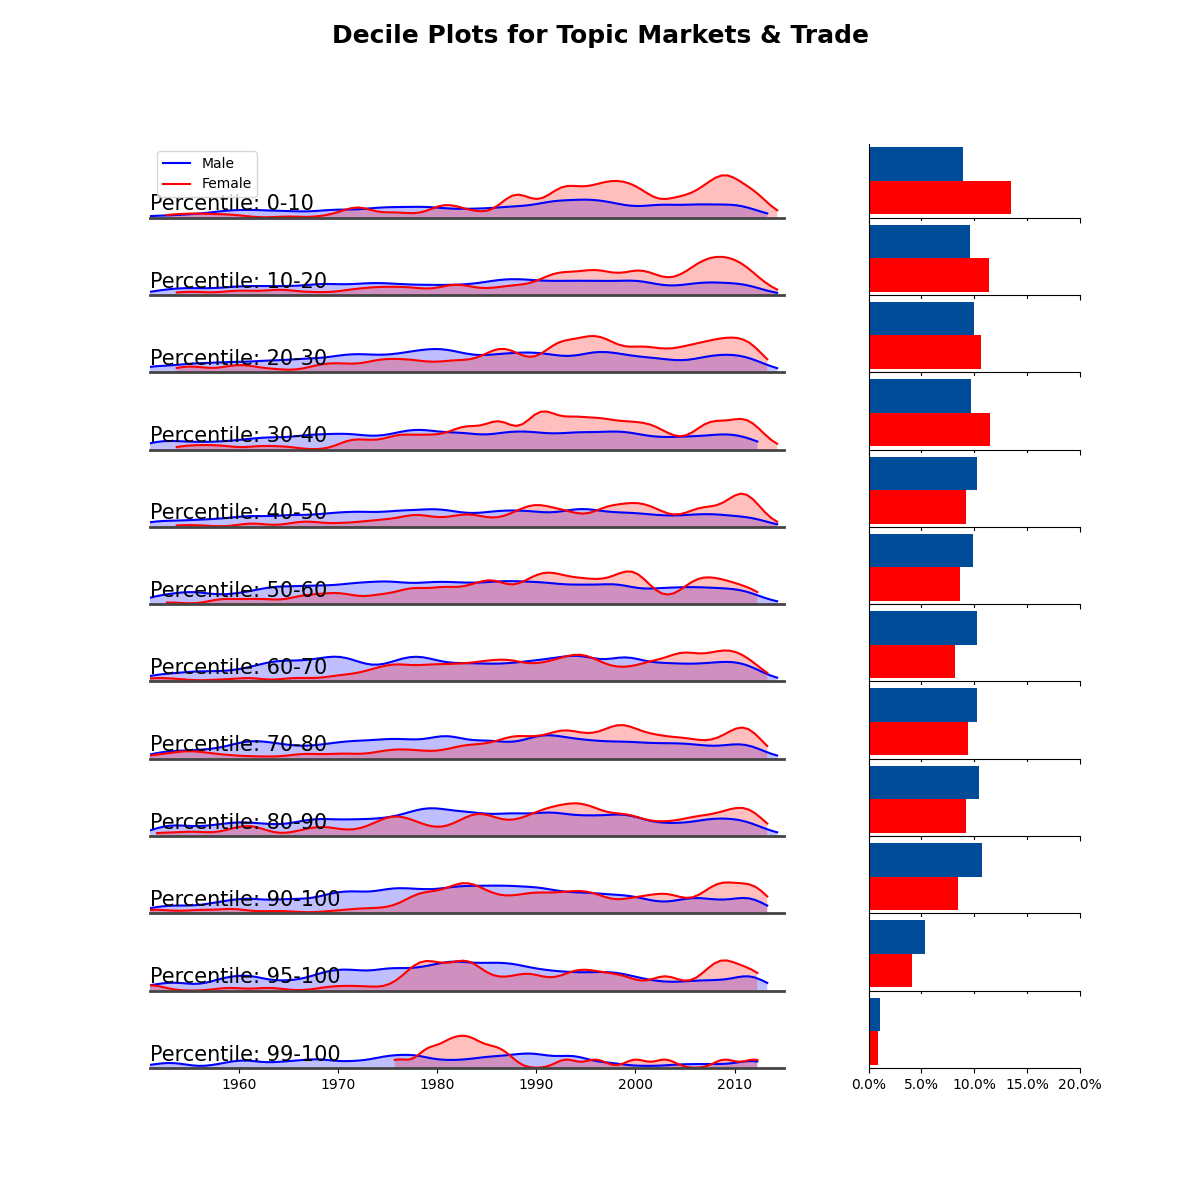 Decile Plots for Topic Markets & Trade
Male
Female
Percentile: 0-10
Percentile: 10-20
Percentile: 20-30
Percentile: 30-40
Percentile: 40-50
Percentile: 50-60
Percentile: 60-70
Percentile: 70-80
Percentile: 80-90
Percentile: 90-100
Percentile: 95-100
Percentile: 99-100
1960 1970 1980 1990 2000 2010
0.0% 5.0% 10.0% 15.0% 20.0%